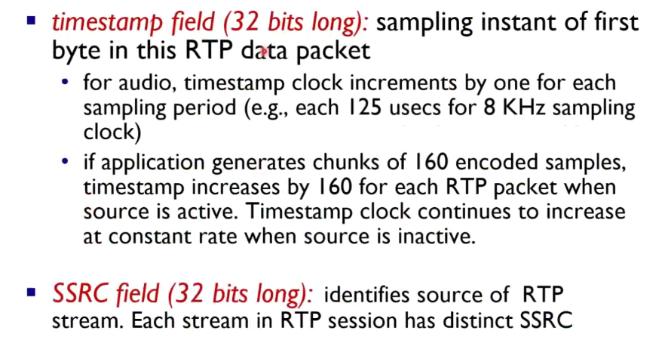 ▪ timestamp field (32 bits long): sampling instant of first
byte in this RTP data packet
• for audio, timestamp clock increments by one for each
sampling period (e.g., each 125 usecs for 8 KHz sampling
clock)
• if application generates chunks of 160 encoded samples,
timestamp increases by 160 for each RTP packet when
source is active. Timestamp clock continues to increase
at constant rate when source is inactive.
▪ SSRC field (32 bits long): identifies source of RTP
stream. Each stream in RTP session has distinct SSRC